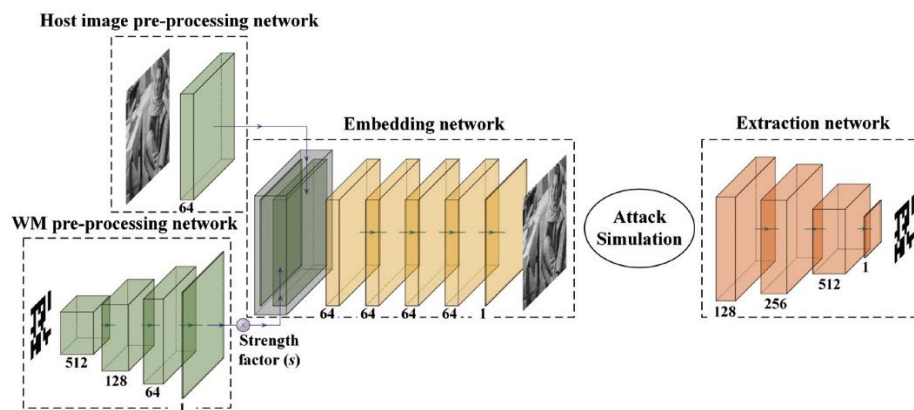 Host image pre-processing network
64
Embedding network
64 64 64 64 1
Attack
Simulation
Extraction network
128 256 512 1
WM pre-processing network
512 128 64 1
Strength
factor (s)